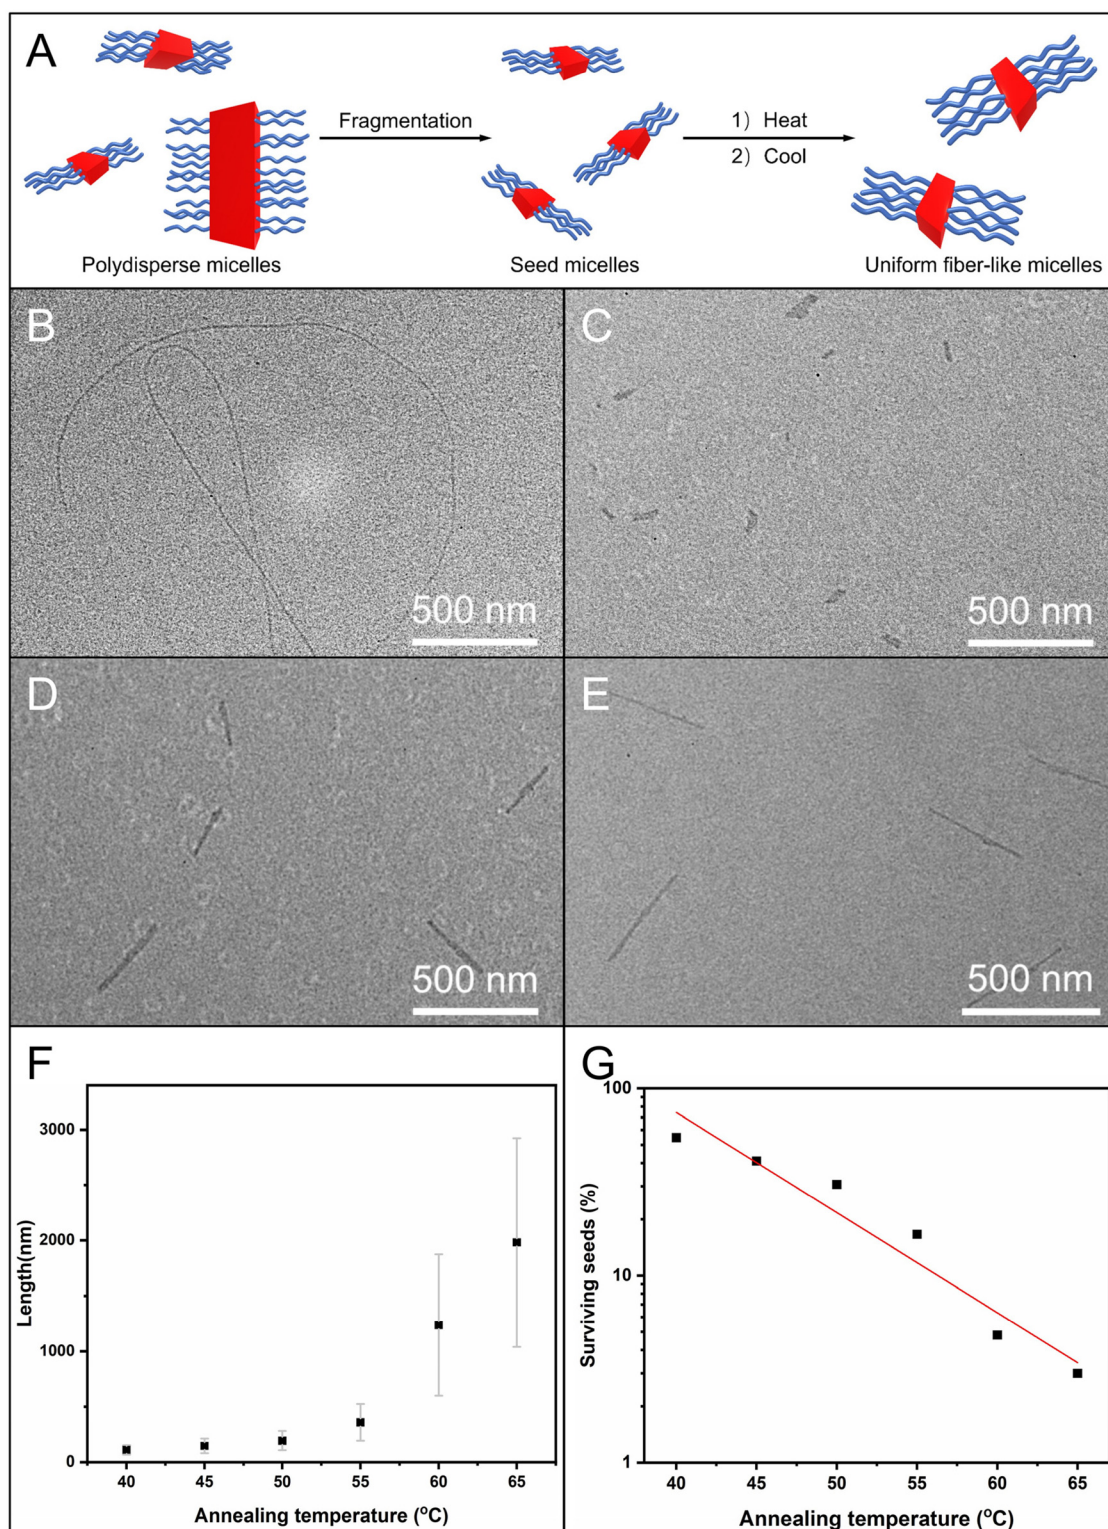 A
Fragmentation
1) Heat
2) Cool
Polydisperse micelles
Seed micelles
Uniform fiber-like micelles
B
500 nm
C
500 nm
D
500 nm
E
500 nm
F
3000
2000
1000
0
Length(nm)
40 45 50 55 60 65
Annealing temperature (°C)
G
100
10
1
Surviving seeds (%)
40 45 50 55 60 65
Annealing temperature (°C)